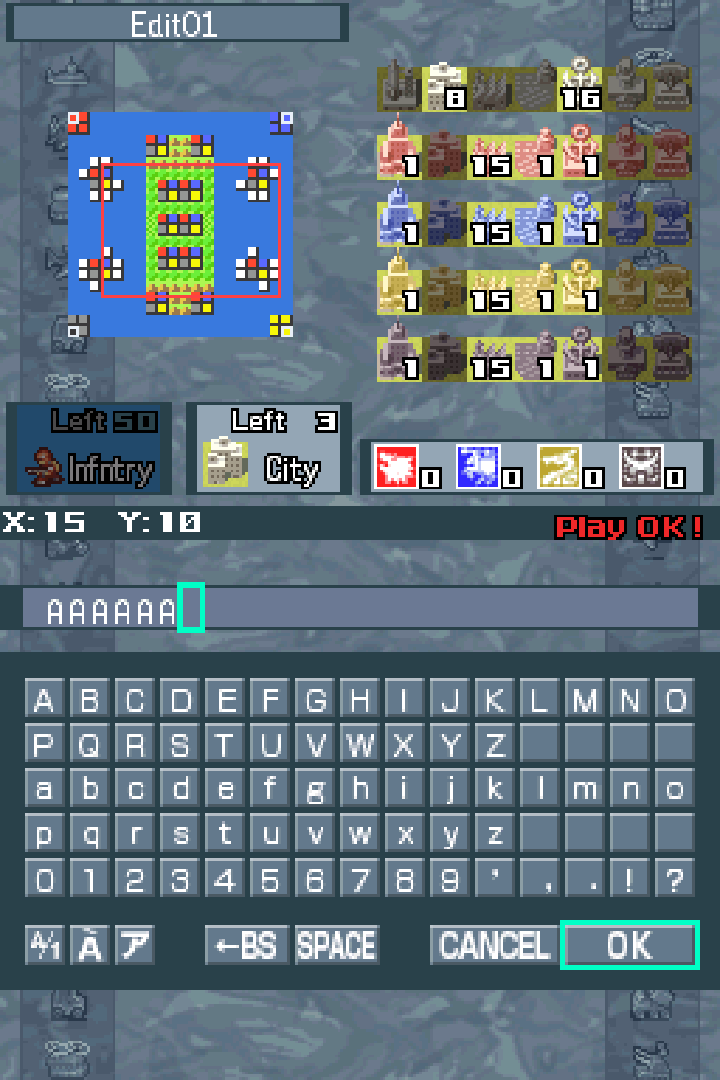 Edit01
8 16
1 15 1 1
1 15 1 1
1 15 1 1
1 15 1 1
Left 50
Infntry
Left 3
City
0 0 0 0
X:15 Y:10
Play OK!
AAAAAA
A B C D E F G H I J K L M N O
P Q R S T U V W X Y Z
a b c d e f g h i j k l m n o
p q r s t u v w x y z
0 1 2 3 4 5 6 7 8 9 ' , . ! ?
A/1 Ã ア ←BS SPACE CANCEL OK